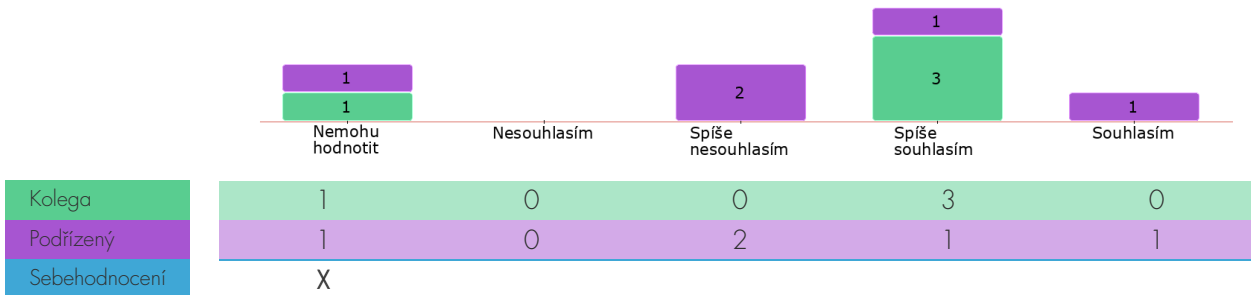 1
1
1
2
3
1
Nemohu
hodnotit
Nesouhlasím
Spíše
nesouhlasím
Spíše
souhlasím
Souhlasím
Kolega 1 0 0 3 0
Podřízený 1 0 2 1 1
Sebehodnocení X